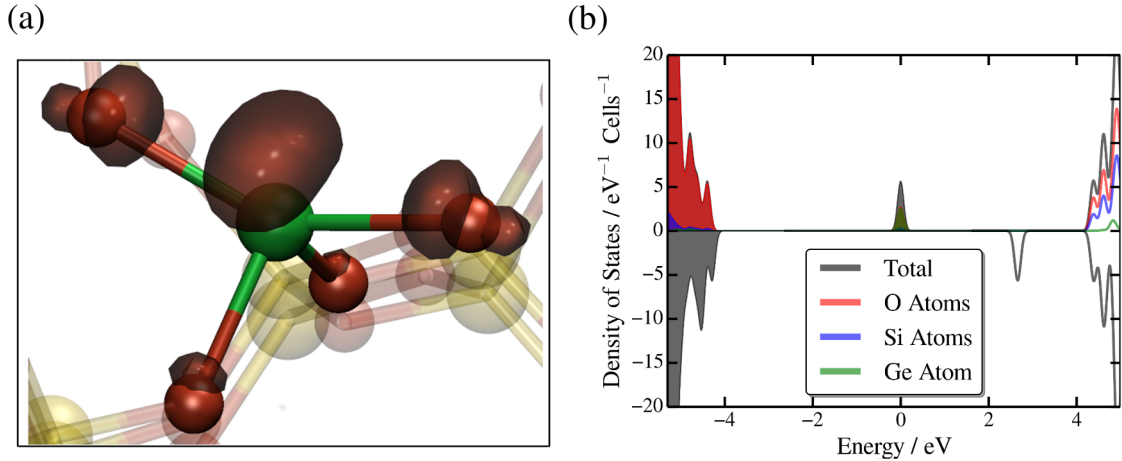 (a)
(b)
Density of States / eV⁻¹ Cells⁻¹
20
15
10
5
0
−5
−10
−15
−20
Total
O Atoms
Si Atoms
Ge Atom
−4
−2
0
2
4
Energy / eV